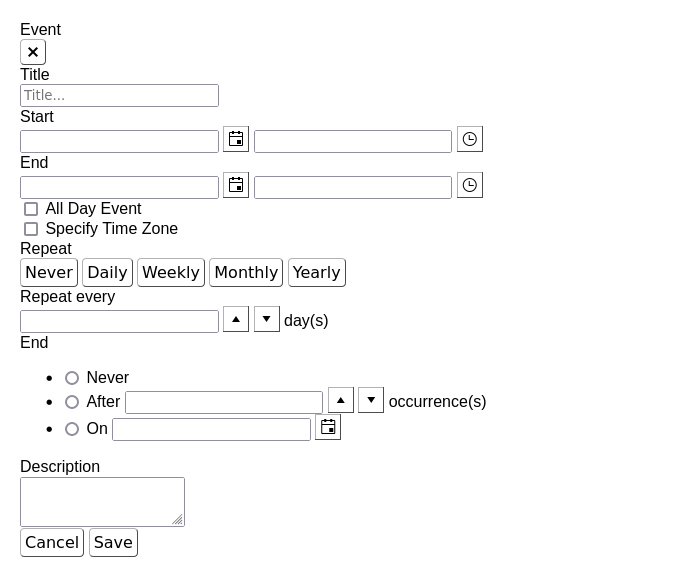 Event
Title
Title...
Start
End
All Day Event
Specify Time Zone
Repeat
Never Daily Weekly Monthly Yearly
Repeat every
day(s)
End
Never
After occurrence(s)
On
Description
Cancel Save